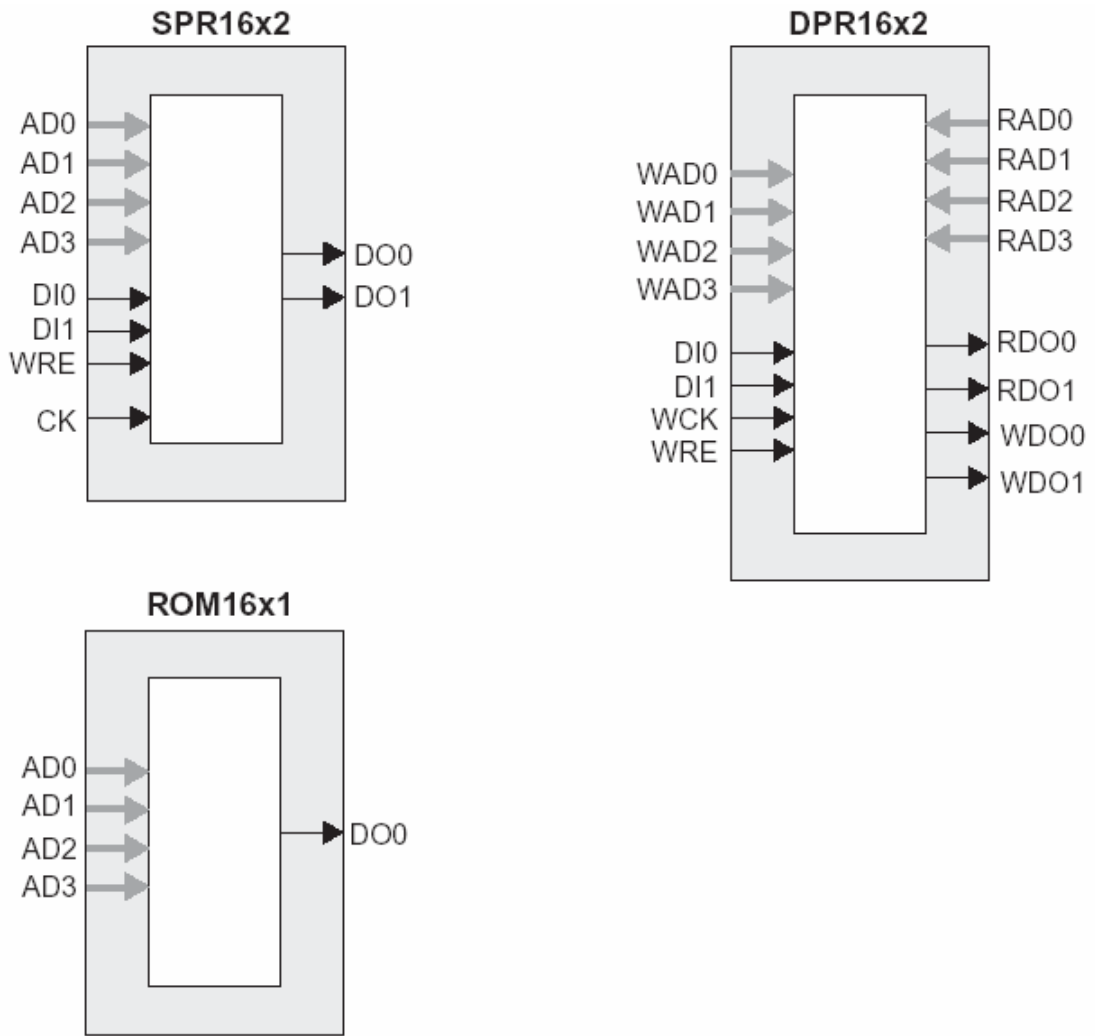 SPR16x2
AD0
AD1
AD2
AD3
DI0
DI1
WRE
CK
DO0
DO1
DPR16x2
WAD0
WAD1
WAD2
WAD3
DI0
DI1
WCK
WRE
RAD0
RAD1
RAD2
RAD3
RDO0
RDO1
WDO0
WDO1
ROM16x1
AD0
AD1
AD2
AD3
DO0